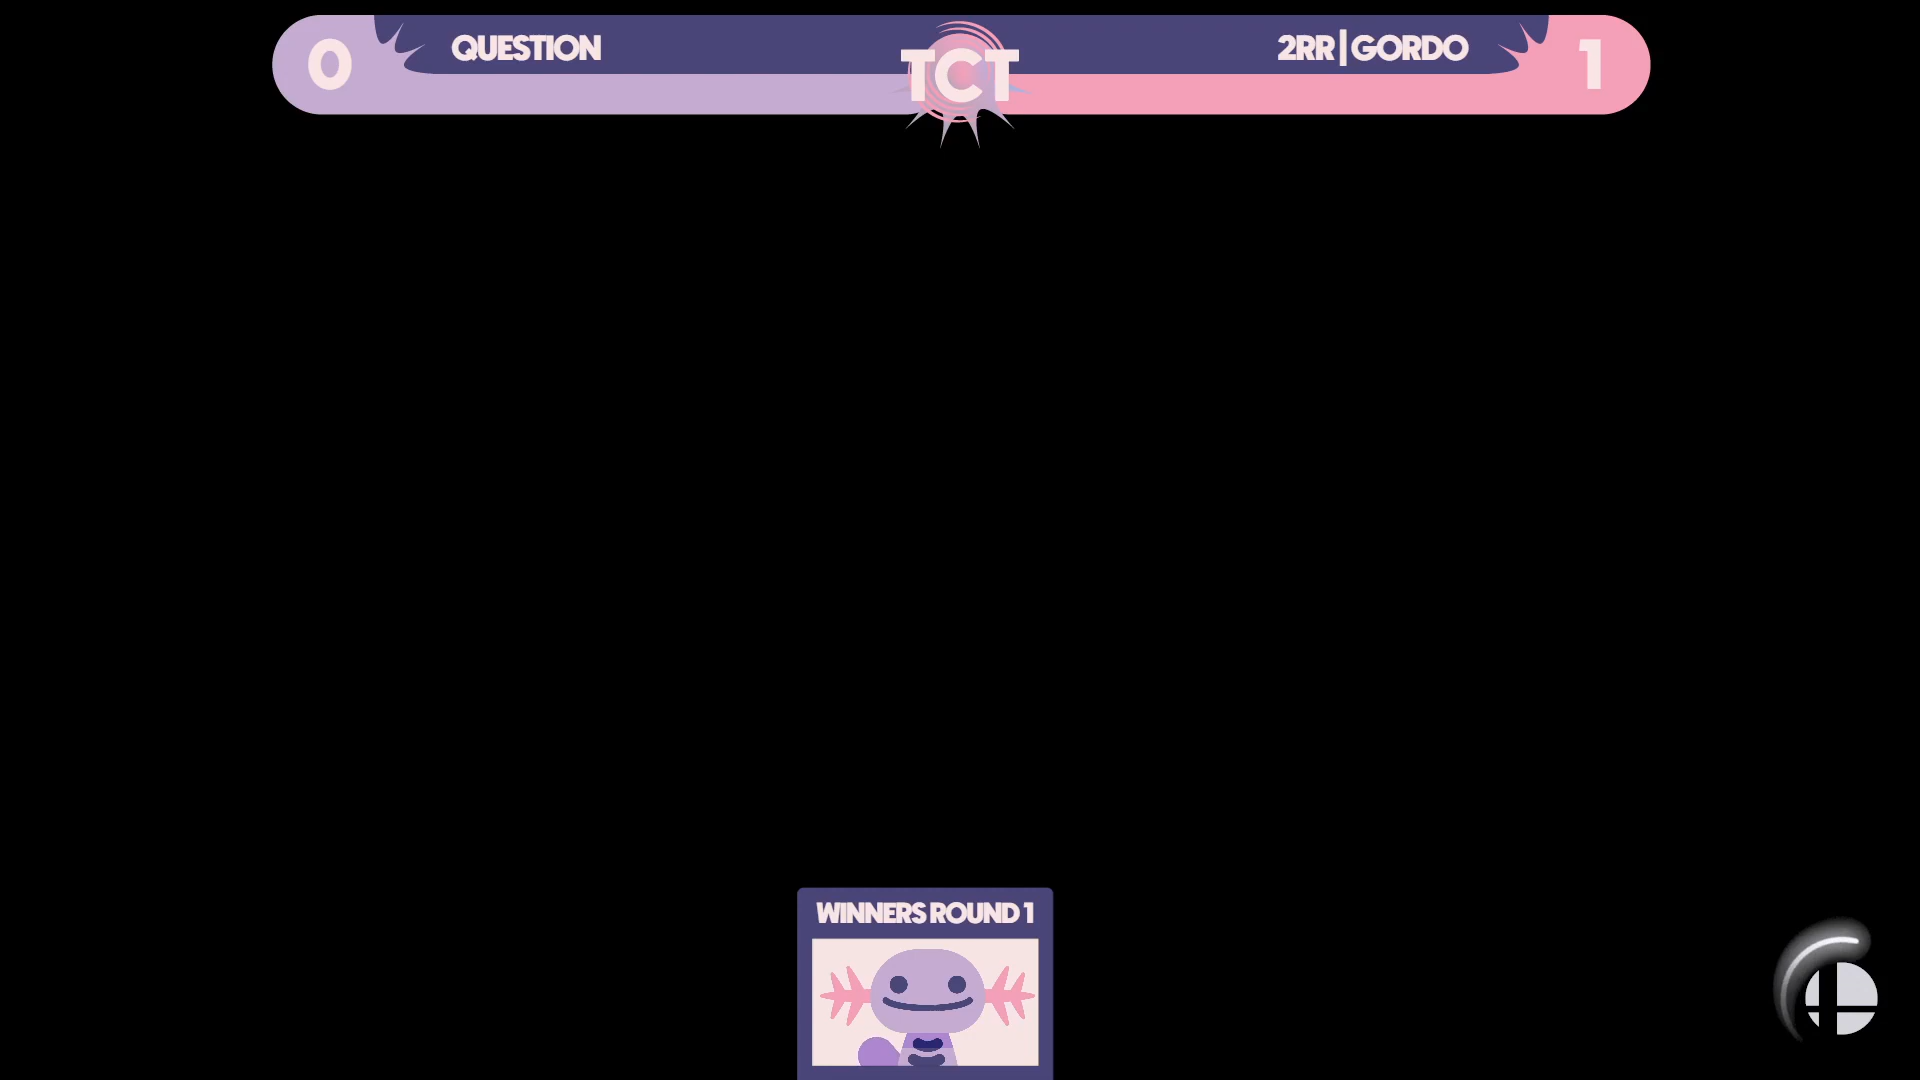 0
QUESTION
TCT
2RR|GORDO
1
WINNERS ROUND 1